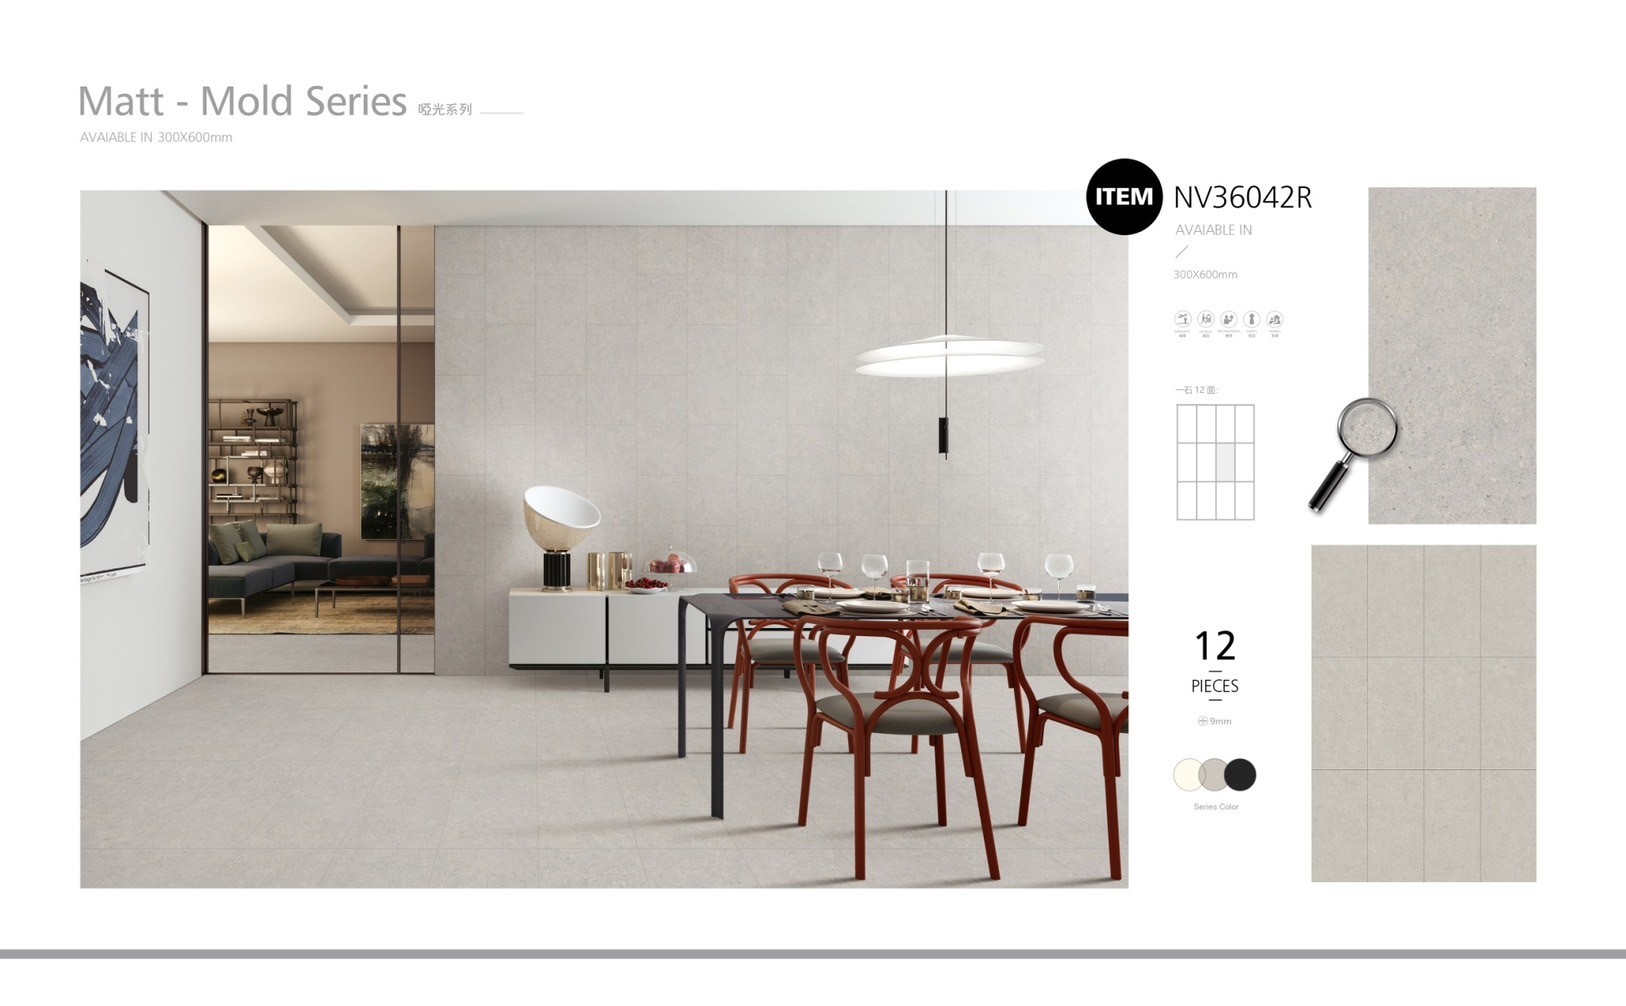 Matt - Mold Series 哑光系列
AVAIABLE IN 300X600mm
ITEM NV36042R
AVAIABLE IN
300X600mm
一石 12 面:
12
PIECES
9mm
Series Color